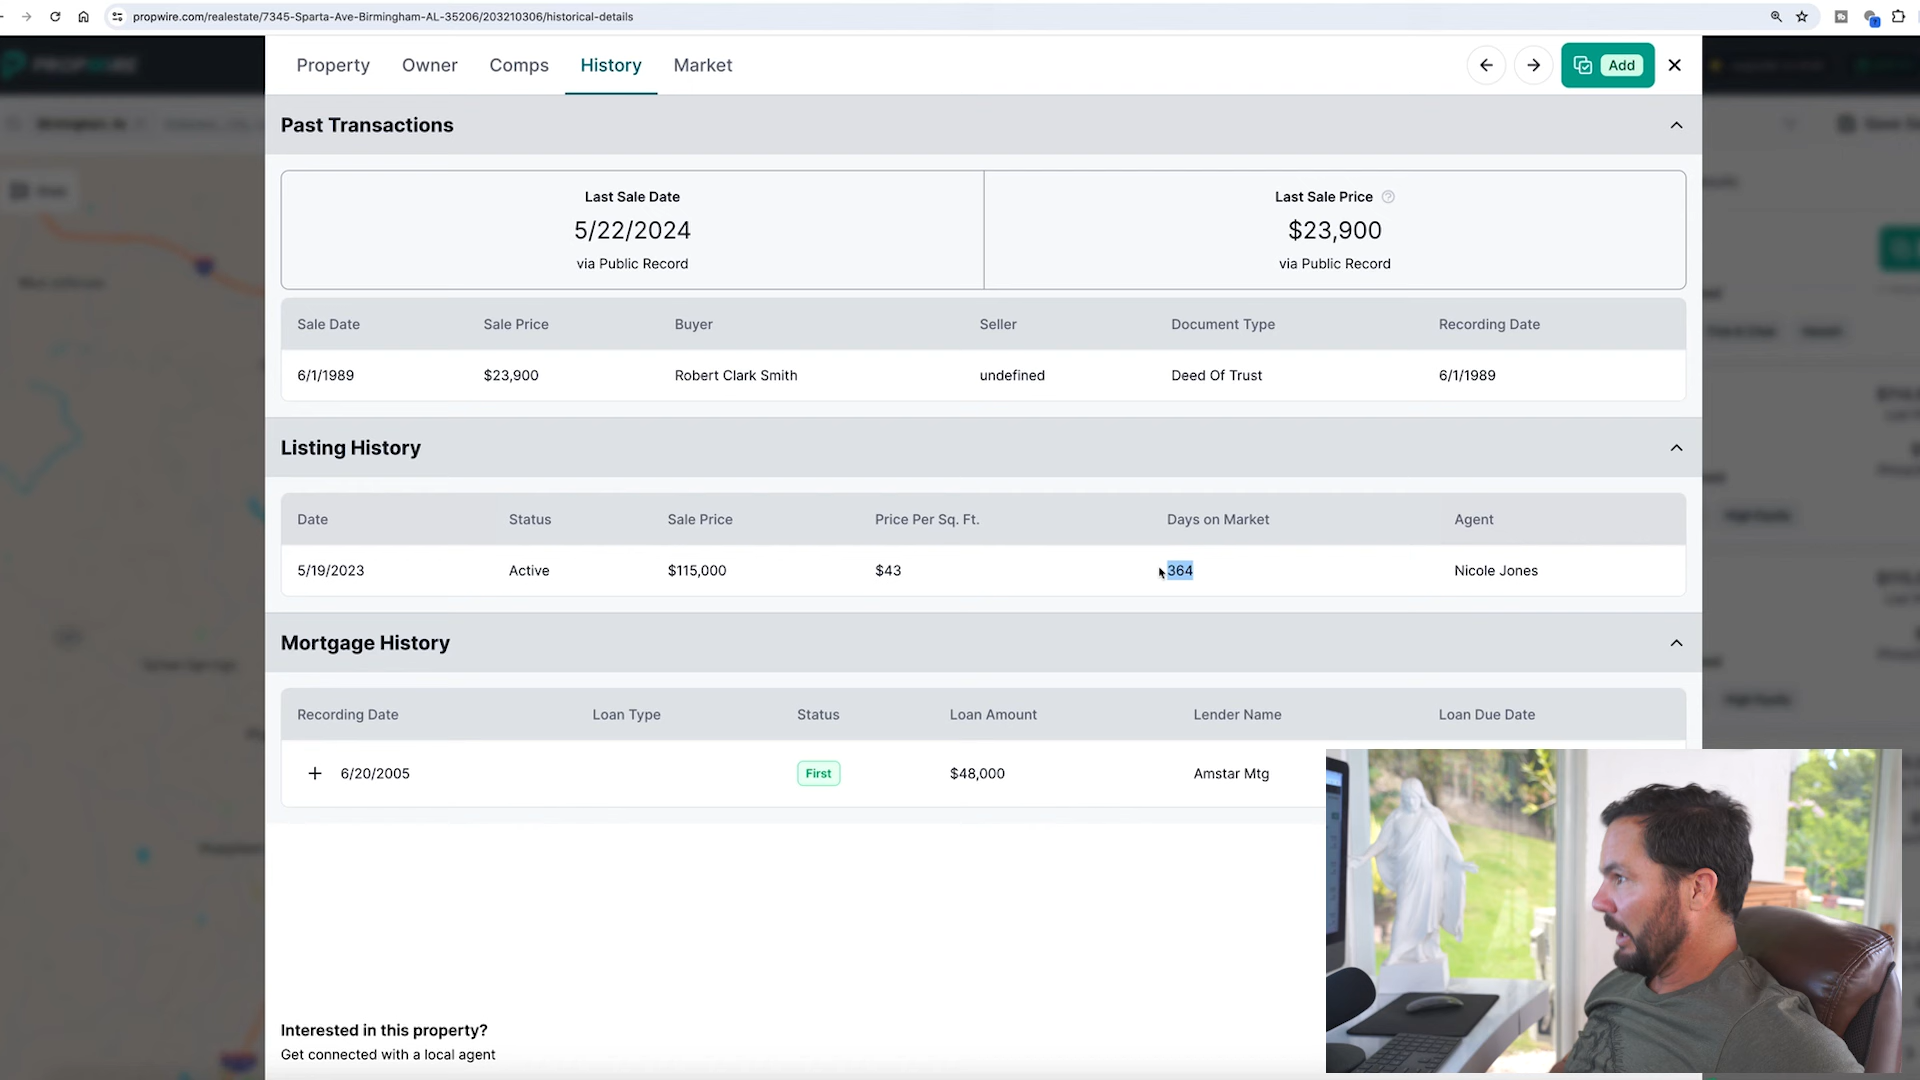 propwire.com/realestate/7345-Sparta-Ave-Birmingham-AL-35206/203210306/historical-details
PROPWIRE
Property Owner Comps History Market
Add
Past Transactions
Last Sale Date
5/22/2024
via Public Record
Last Sale Price
$23,900
via Public Record
Sale Date Sale Price Buyer Seller Document Type Recording Date
6/1/1989 $23,900 Robert Clark Smith undefined Deed Of Trust 6/1/1989
Listing History
Date Status Sale Price Price Per Sq. Ft. Days on Market Agent
5/19/2023 Active $115,000 $43 364 Nicole Jones
Mortgage History
Recording Date Loan Type Status Loan Amount Lender Name Loan Due Date
6/20/2005 First $48,000 Amstar Mtg
Interested in this property?
Get connected with a local agent